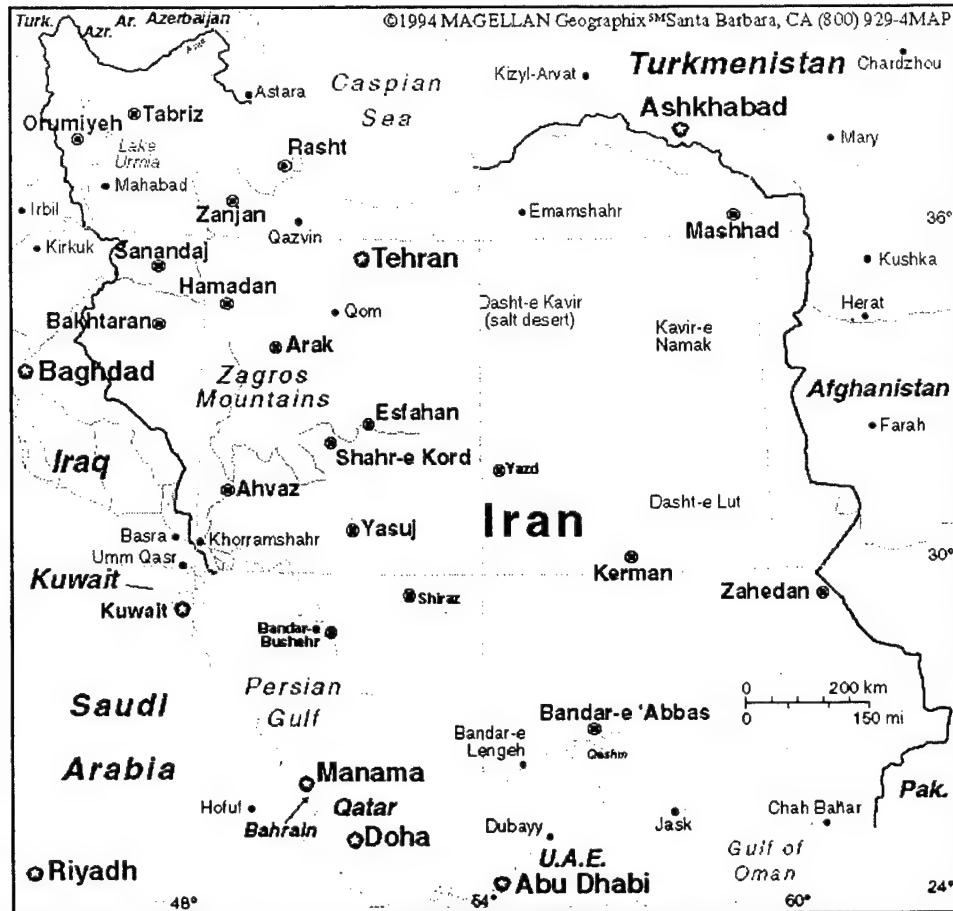 Turk.
Ar.
Azerbaijan
©1994 MAGELLAN Geographix℠Santa Barbara, CA (800) 929-4MAP
Azr.
Astara
Caspian
Sea
Kizyl-Arvat
Turkmenistan
Chardzhou
Ashkhabad
Tabriz
Orumiyeh
Lake
Urmia
Rasht
Mary
Mahabad
Irbil
Zanjan
Qazvin
Emamshahr
Mashhad
36°
Kirkuk
Sanandaj
Tehran
Kushka
Hamadan
Qom
Dasht-e Kavir
(salt desert)
Herat
Bakhtaran
Arak
Kavir-e
Namak
Baghdad
Zagros
Mountains
Afghanistan
Esfahan
Farah
Iraq
Shahr-e Kord
Yazd
Ahvaz
Dasht-e Lut
Iran
Basra
Khorramshahr
Yasuj
Umm Qasr
30°
Kuwait
Kerman
Zahedan
Kuwait
Shiraz
Bandar-e
Bushehr
Saudi
Arabia
Persian
Gulf
0 200 km
0 150 mi
Bandar-e 'Abbas
Bandar-e
Lengeh
Qeshm
Manama
Pak.
Hofuf
Bahrain
Qatar
Doha
Dubayy
Jask
Chah Bahar
U.A.E.
Gulf of
Oman
Riyadh
Abu Dhabi
48°
54°
60°
24°